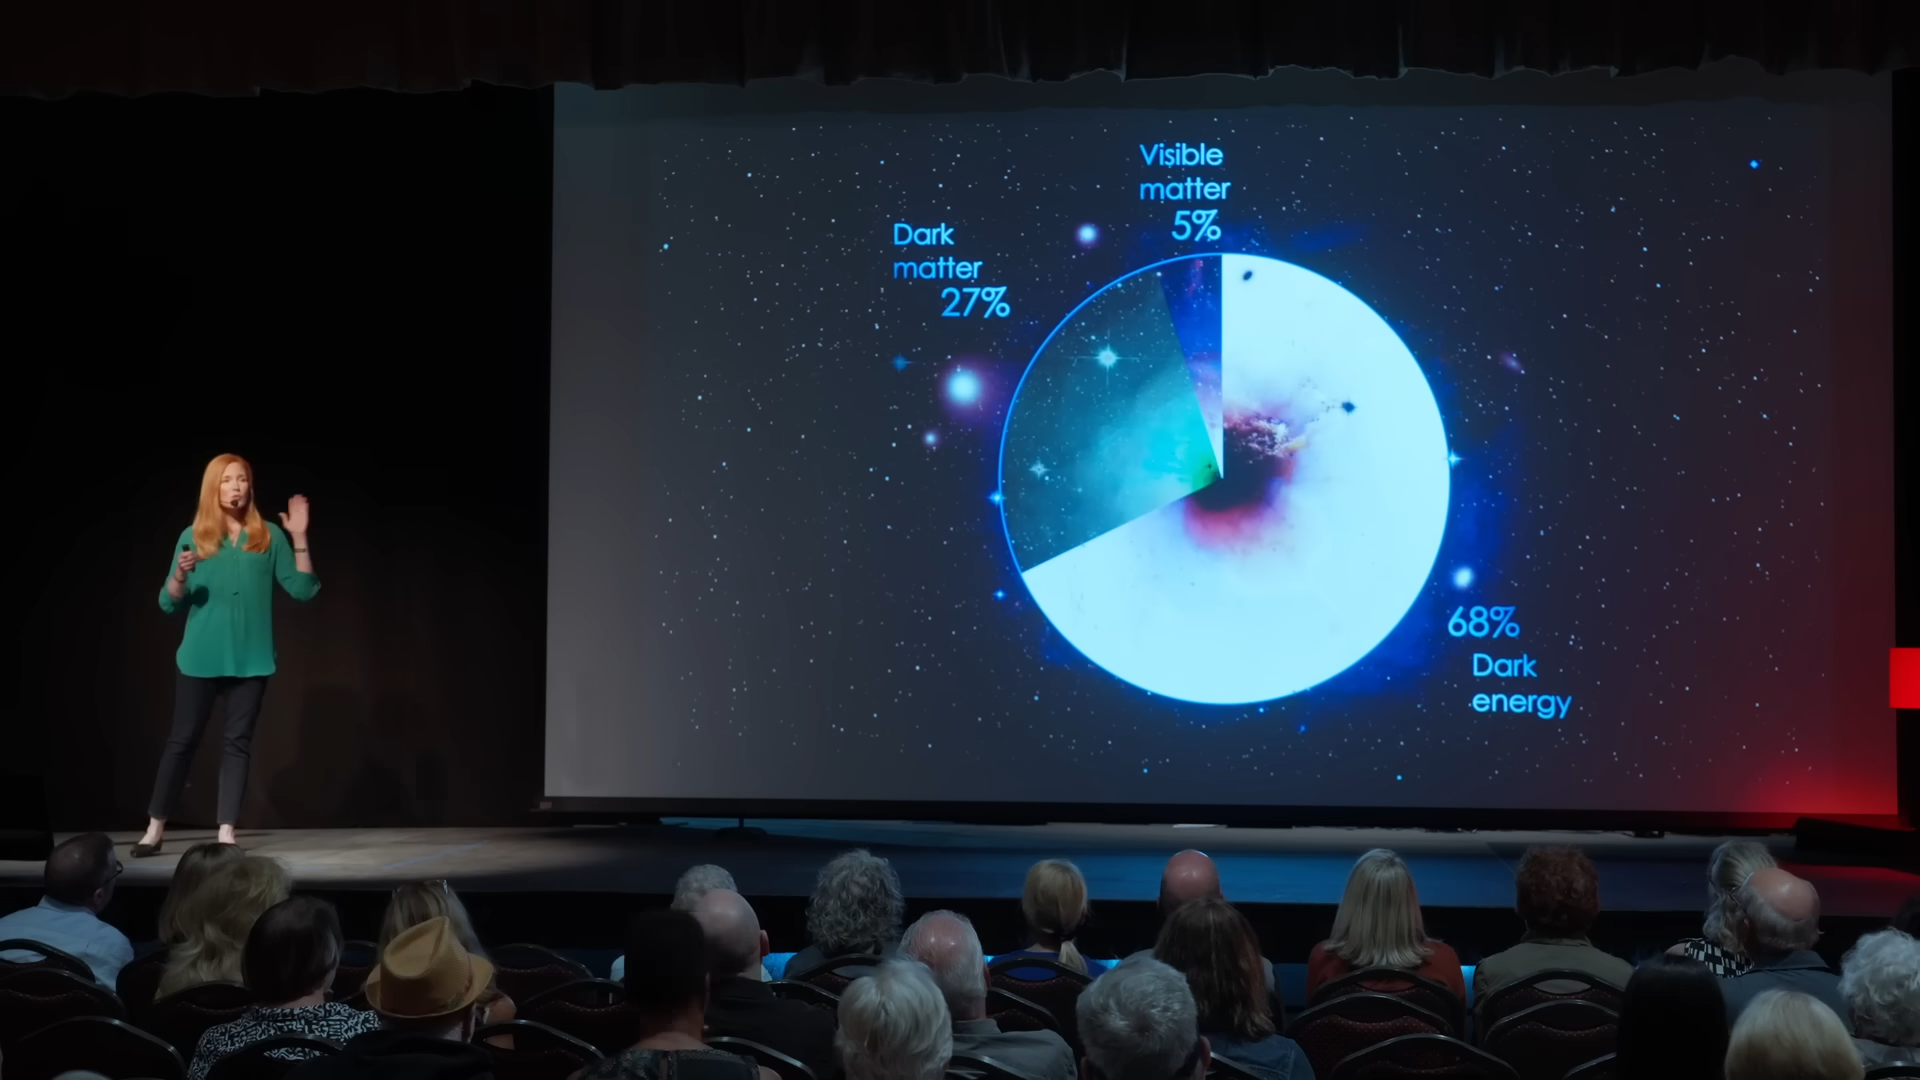 Visible
matter
5%
Dark
matter
27%
68%
Dark
energy